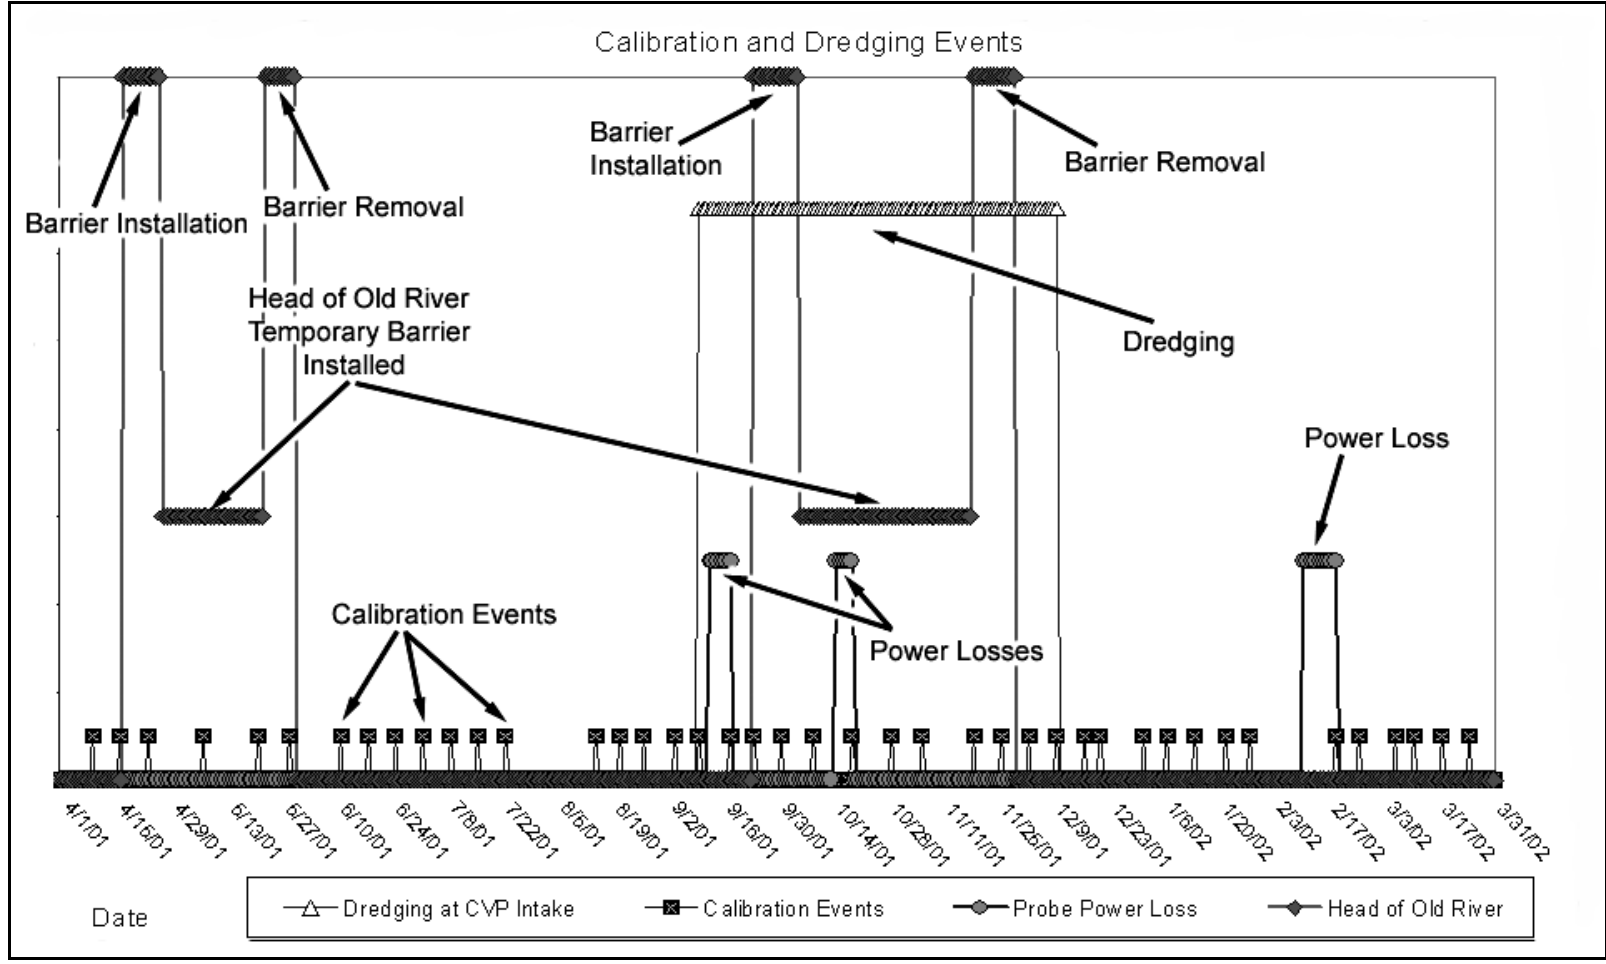 Calibration and Dredging Events
Barrier Installation
Barrier Removal
Barrier
Installation
Barrier Removal
Dredging
Head of Old River
Temporary Barrier
Installed
Power Loss
Calibration Events
Power Losses
4/1/01
4/16/01
4/29/01
5/13/01
5/27/01
6/10/01
6/24/01
7/8/01
7/22/01
8/5/01
8/19/01
9/2/01
9/16/01
9/30/01
10/14/01
10/28/01
11/11/01
11/25/01
12/9/01
12/23/01
1/6/02
1/20/02
2/3/02
2/17/02
3/3/02
3/17/02
3/31/02
Date
Dredging at CVP Intake
Calibration Events
Probe Power Loss
Head of Old River